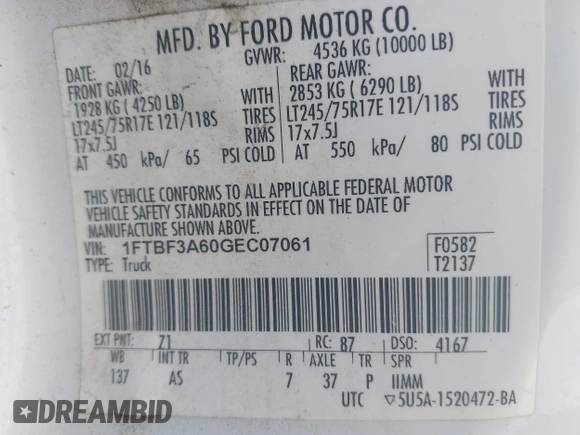 MFD. BY FORD MOTOR CO.
DATE: 02/16 GVWR: 4536 KG (10000 LB)
FRONT GAWR: REAR GAWR:
1928 KG ( 4250 LB) WITH 2853 KG ( 6290 LB) WITH
LT245/75R17E 121/118S TIRES LT245/75R17E 121/118S TIRES
17x7.5J RIMS 17x7.5J RIMS
AT 450 kPa/ 65 PSI COLD AT 550 kPa/ 80 PSI COLD
THIS VEHICLE CONFORMS TO ALL APPLICABLE FEDERAL MOTOR
VEHICLE SAFETY STANDARDS IN EFFECT ON THE DATE OF
MANUFACTURE SHOWN ABOVE.
VIN: 1FTBF3A60GEC07061 F0582
TYPE: Truck T2137
EXT PNT: Z1 RC: 87 DSO: 4167
WB INT TR TP/PS R AXLE TR SPR
137 AS 7 37 P IIMM
UTC ▽5U5A-1520472-BA
DREAMBID